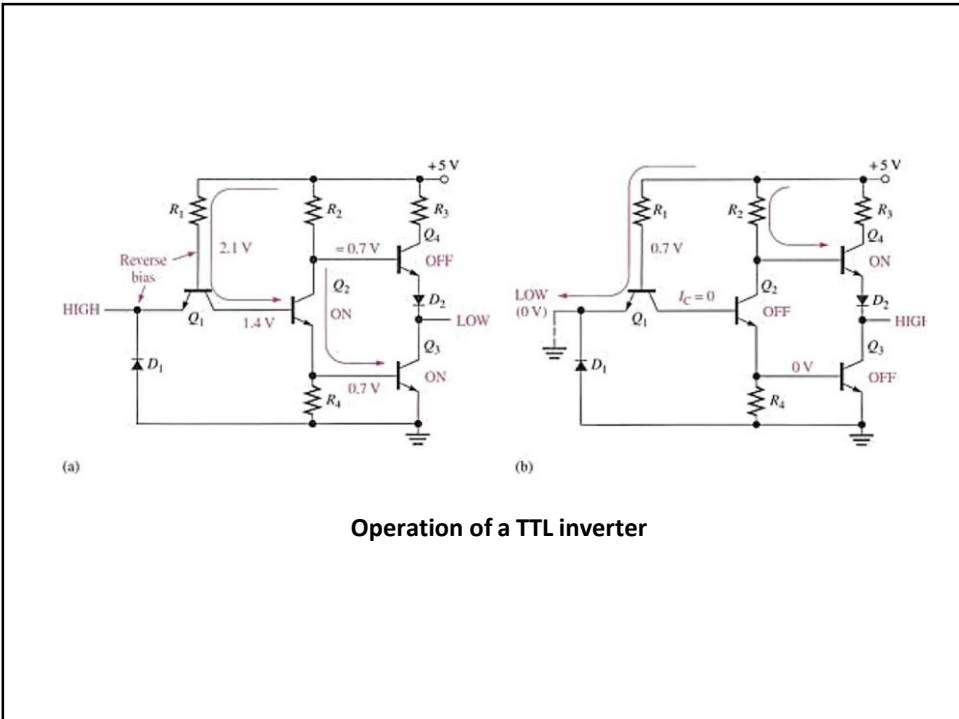 +5 V
R1
R2
R3
Q4
2.1 V
= 0.7 V
OFF
Reverse
bias
Q2
D2
HIGH
ON
LOW
Q1
1.4 V
Q3
D1
ON
0.7 V
R4
(a)
+5 V
R1
R2
R3
Q4
0.7 V
ON
LOW
(0 V)
IC = 0
Q2
D2
OFF
HIGH
Q1
Q3
D1
0 V
OFF
R4
(b)
Operation of a TTL inverter